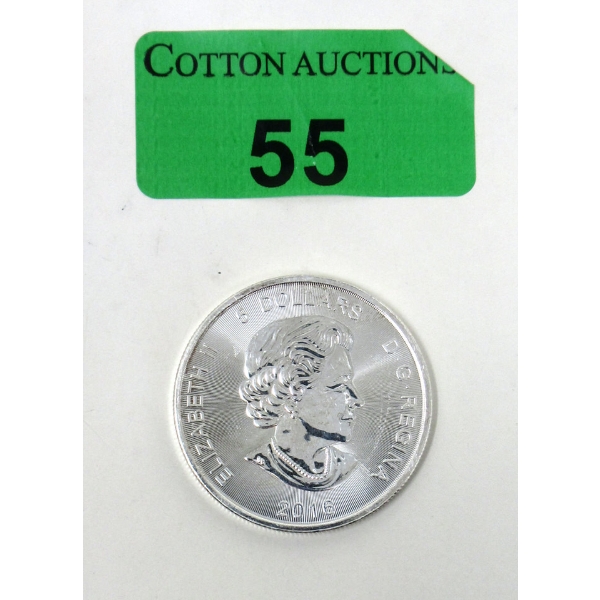 COTTON AUCTIONS
55
ELIZABETH II 5 DOLLARS D·G·REGINA
2016